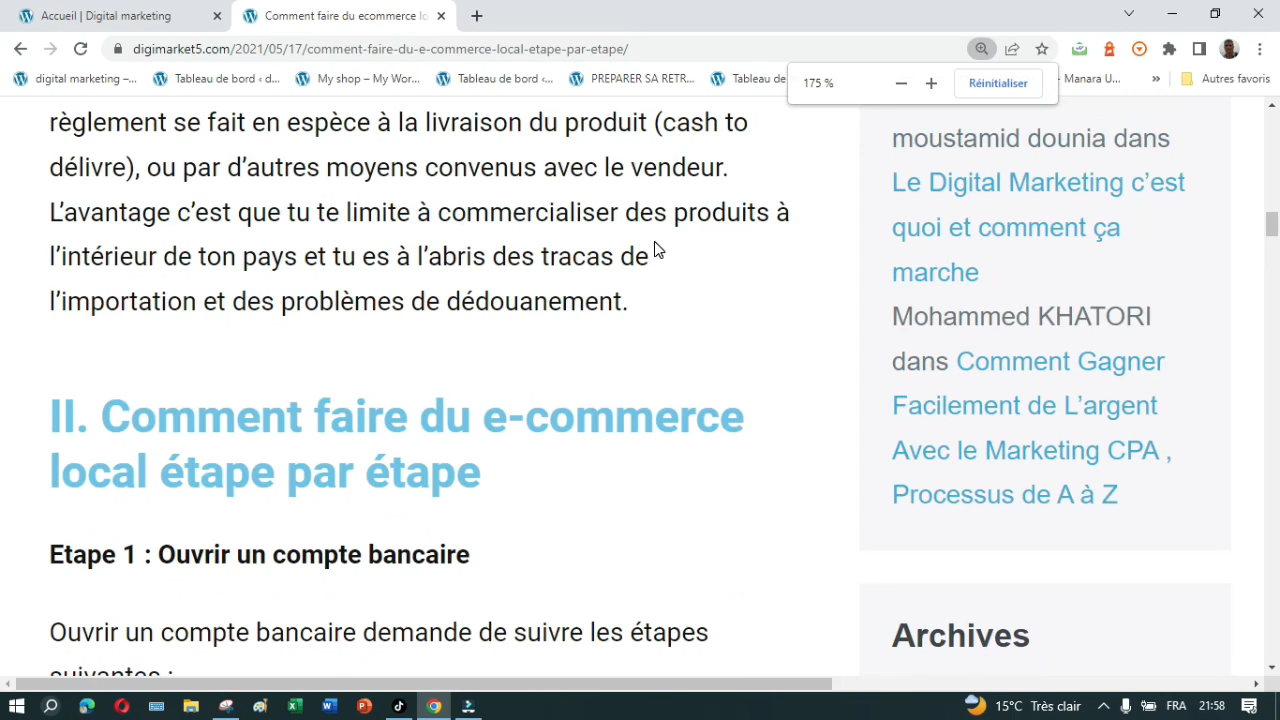 Accueil | Digital marketing
Comment faire du ecommerce lo
digimarket5.com/2021/05/17/comment-faire-du-e-commerce-local-etape-par-etape/
digital marketing –...
Tableau de bord ‹ d...
My shop – My Wor...
Tableau de bord ‹...
PREPARER SA RETR...
Tableau de
- Manara U...
»
Autres favoris
175 %
Réinitialiser
règlement se fait en espèce à la livraison du produit (cash to
délivre), ou par d’autres moyens convenus avec le vendeur.
L’avantage c’est que tu te limite à commercialiser des produits à
l’intérieur de ton pays et tu es à l’abris des tracas de
l’importation et des problèmes de dédouanement.
II. Comment faire du e-commerce
local étape par étape
Etape 1 : Ouvrir un compte bancaire
Ouvrir un compte bancaire demande de suivre les étapes
suivantes :
moustamid dounia dans
Le Digital Marketing c’est
quoi et comment ça
marche
Mohammed KHATORI
dans Comment Gagner
Facilement de L’argent
Avec le Marketing CPA ,
Processus de A à Z
Archives
15°C Très clair
FRA
21:58